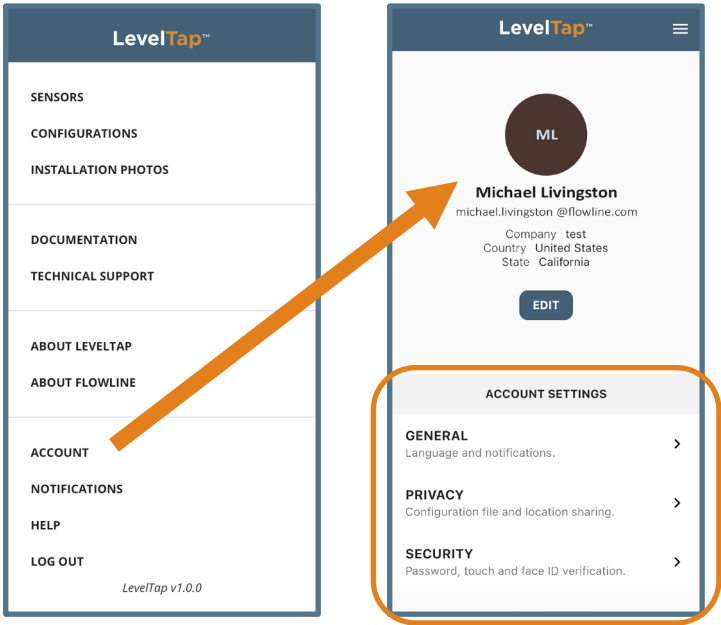 LevelTap™
SENSORS
CONFIGURATIONS
INSTALLATION PHOTOS
DOCUMENTATION
TECHNICAL SUPPORT
ABOUT LEVELTAP
ABOUT FLOWLINE
ACCOUNT
NOTIFICATIONS
HELP
LOG OUT
LevelTap v1.0.0
LevelTap™
ML
Michael Livingston
michael.livingston @flowline.com
Company test
Country United States
State California
EDIT
ACCOUNT SETTINGS
GENERAL
Language and notifications.
PRIVACY
Configuration file and location sharing.
SECURITY
Password, touch and face ID verification.